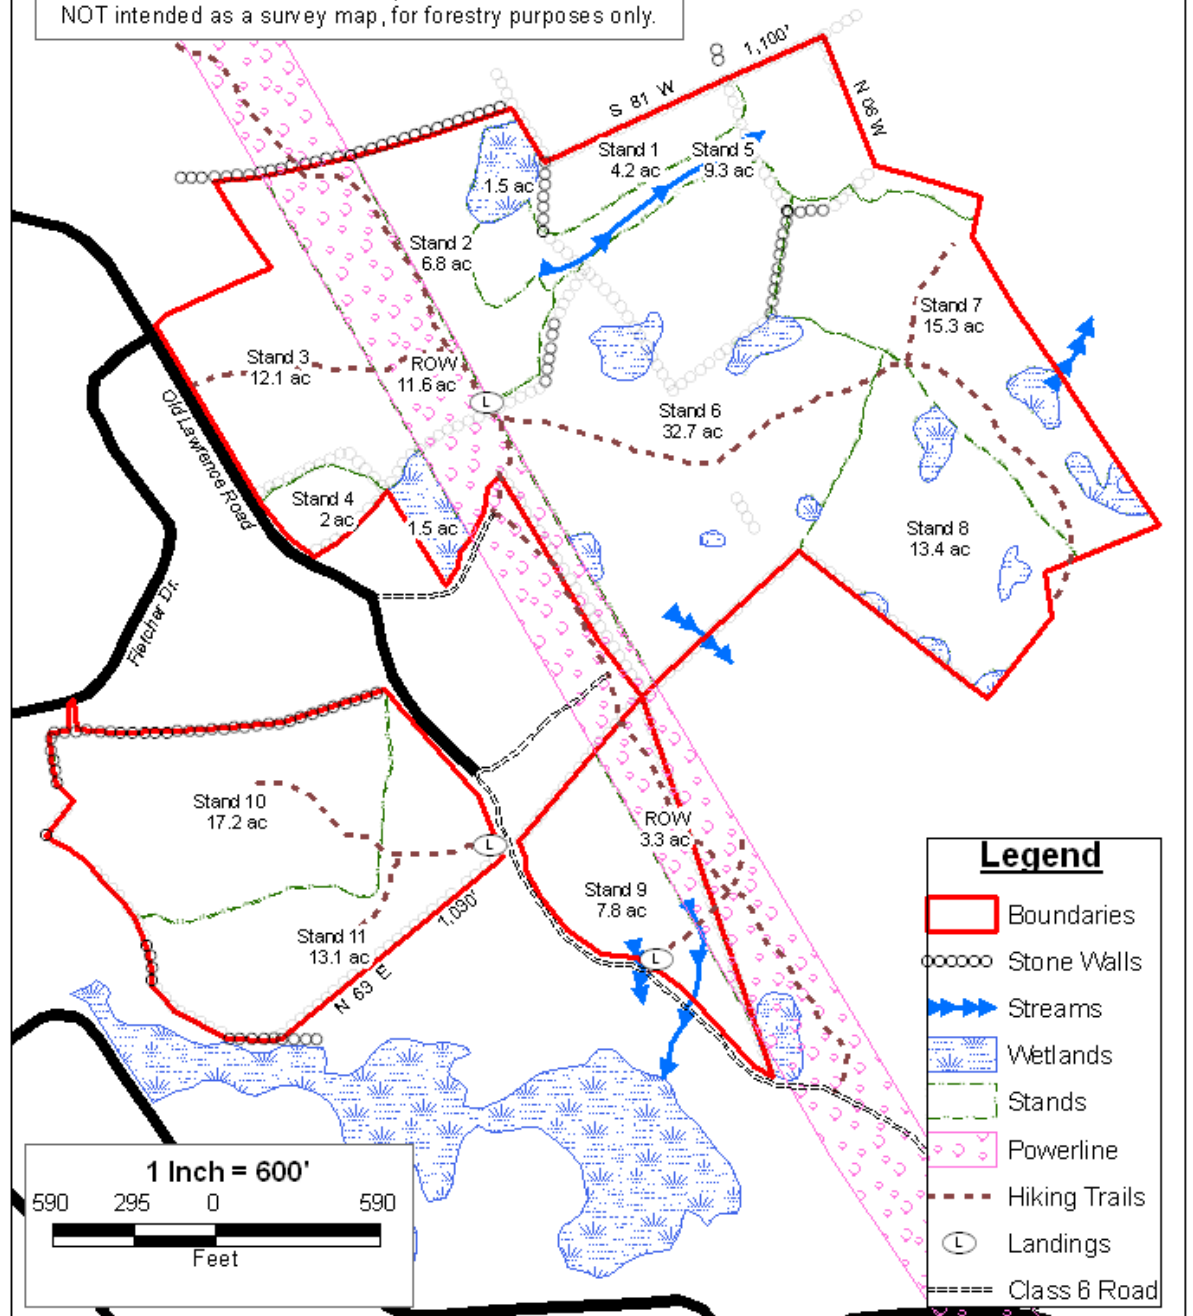 NOT intended as a survey map, for forestry purposes only.
1,100'
S 81 W
N 06 W
Stand 1
4.2 ac
Stand 5
9.3 ac
1.5 ac
Stand 2
6.8 ac
Stand 7
15.3 ac
Stand 3
12.1 ac
ROW
11.6 ac
L
Stand 6
32.7 ac
Old Lawrence Road
Stand 4
2 ac
1.5 ac
Stand 8
13.4 ac
Fletcher Dr.
Stand 10
17.2 ac
ROW
3.3 ac
L
Stand 9
7.8 ac
1,030'
Stand 11
13.1 ac
N 63 E
L
Legend
Boundaries
Stone Walls
Streams
Wetlands
Stands
Powerline
Hiking Trails
L Landings
Class 6 Road
1 Inch = 600'
590 295 0 590
Feet